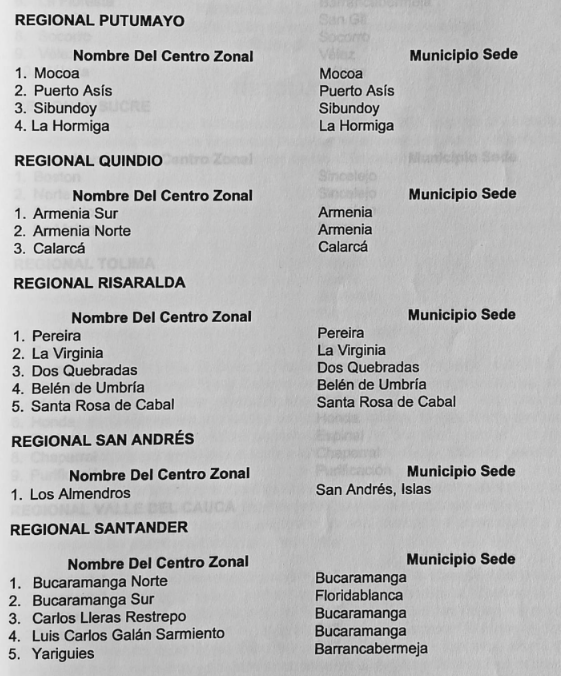 REGIONAL PUTUMAYO
Nombre Del Centro Zonal Municipio Sede
1. Mocoa Mocoa
2. Puerto Asís Puerto Asís
3. Sibundoy Sibundoy
4. La Hormiga La Hormiga
REGIONAL QUINDIO
Nombre Del Centro Zonal Municipio Sede
1. Armenia Sur Armenia
2. Armenia Norte Armenia
3. Calarcá Calarcá
REGIONAL RISARALDA
Nombre Del Centro Zonal Municipio Sede
1. Pereira Pereira
2. La Virginia La Virginia
3. Dos Quebradas Dos Quebradas
4. Belén de Umbría Belén de Umbría
5. Santa Rosa de Cabal Santa Rosa de Cabal
REGIONAL SAN ANDRÉS
Nombre Del Centro Zonal Municipio Sede
1. Los Almendros San Andrés, Islas
REGIONAL SANTANDER
Nombre Del Centro Zonal Municipio Sede
1. Bucaramanga Norte Bucaramanga
2. Bucaramanga Sur Floridablanca
3. Carlos Lleras Restrepo Bucaramanga
4. Luis Carlos Galán Sarmiento Bucaramanga
5. Yariguies Barrancabermeja